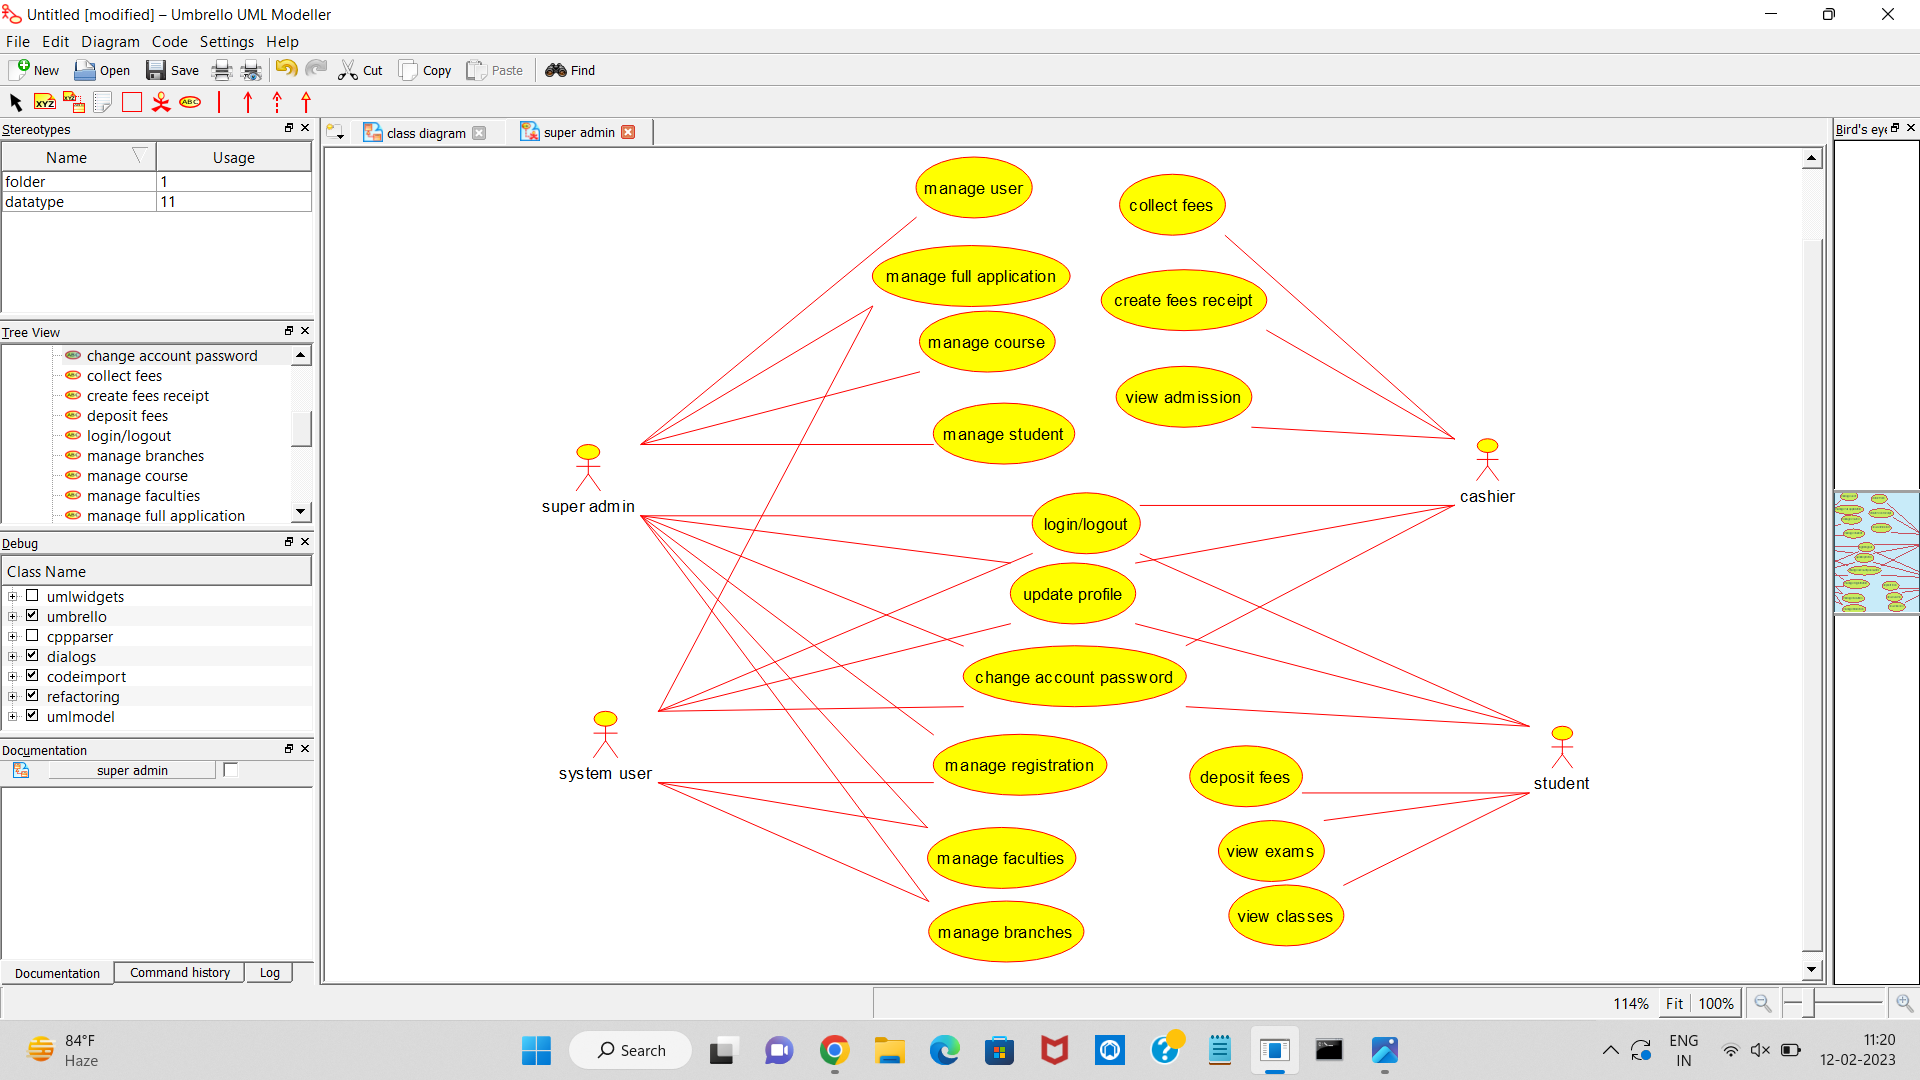 Untitled [modified] – Umbrello UML Modeller
File Edit Diagram Code Settings Help
New Open Save Cut Copy Paste Find
XYZ XYZ ABC
Stereotypes
Name Usage
folder 1
datatype 11
Tree View
change account password
collect fees
create fees receipt
deposit fees
login/logout
manage branches
manage course
manage faculties
manage full application
Debug
Class Name
umlwidgets
umbrello
cppparser
dialogs
codeimport
refactoring
umlmodel
Documentation
super admin
Documentation Command history Log
class diagram super admin
manage user
collect fees
manage full application
create fees receipt
manage course
view admission
manage student
super admin
cashier
login/logout
update profile
change account password
system user
manage registration
deposit fees
student
view exams
manage faculties
view classes
manage branches
Bird's eye
114% Fit 100%
84°F
Haze
Search
ENG
IN
11:20
12-02-2023